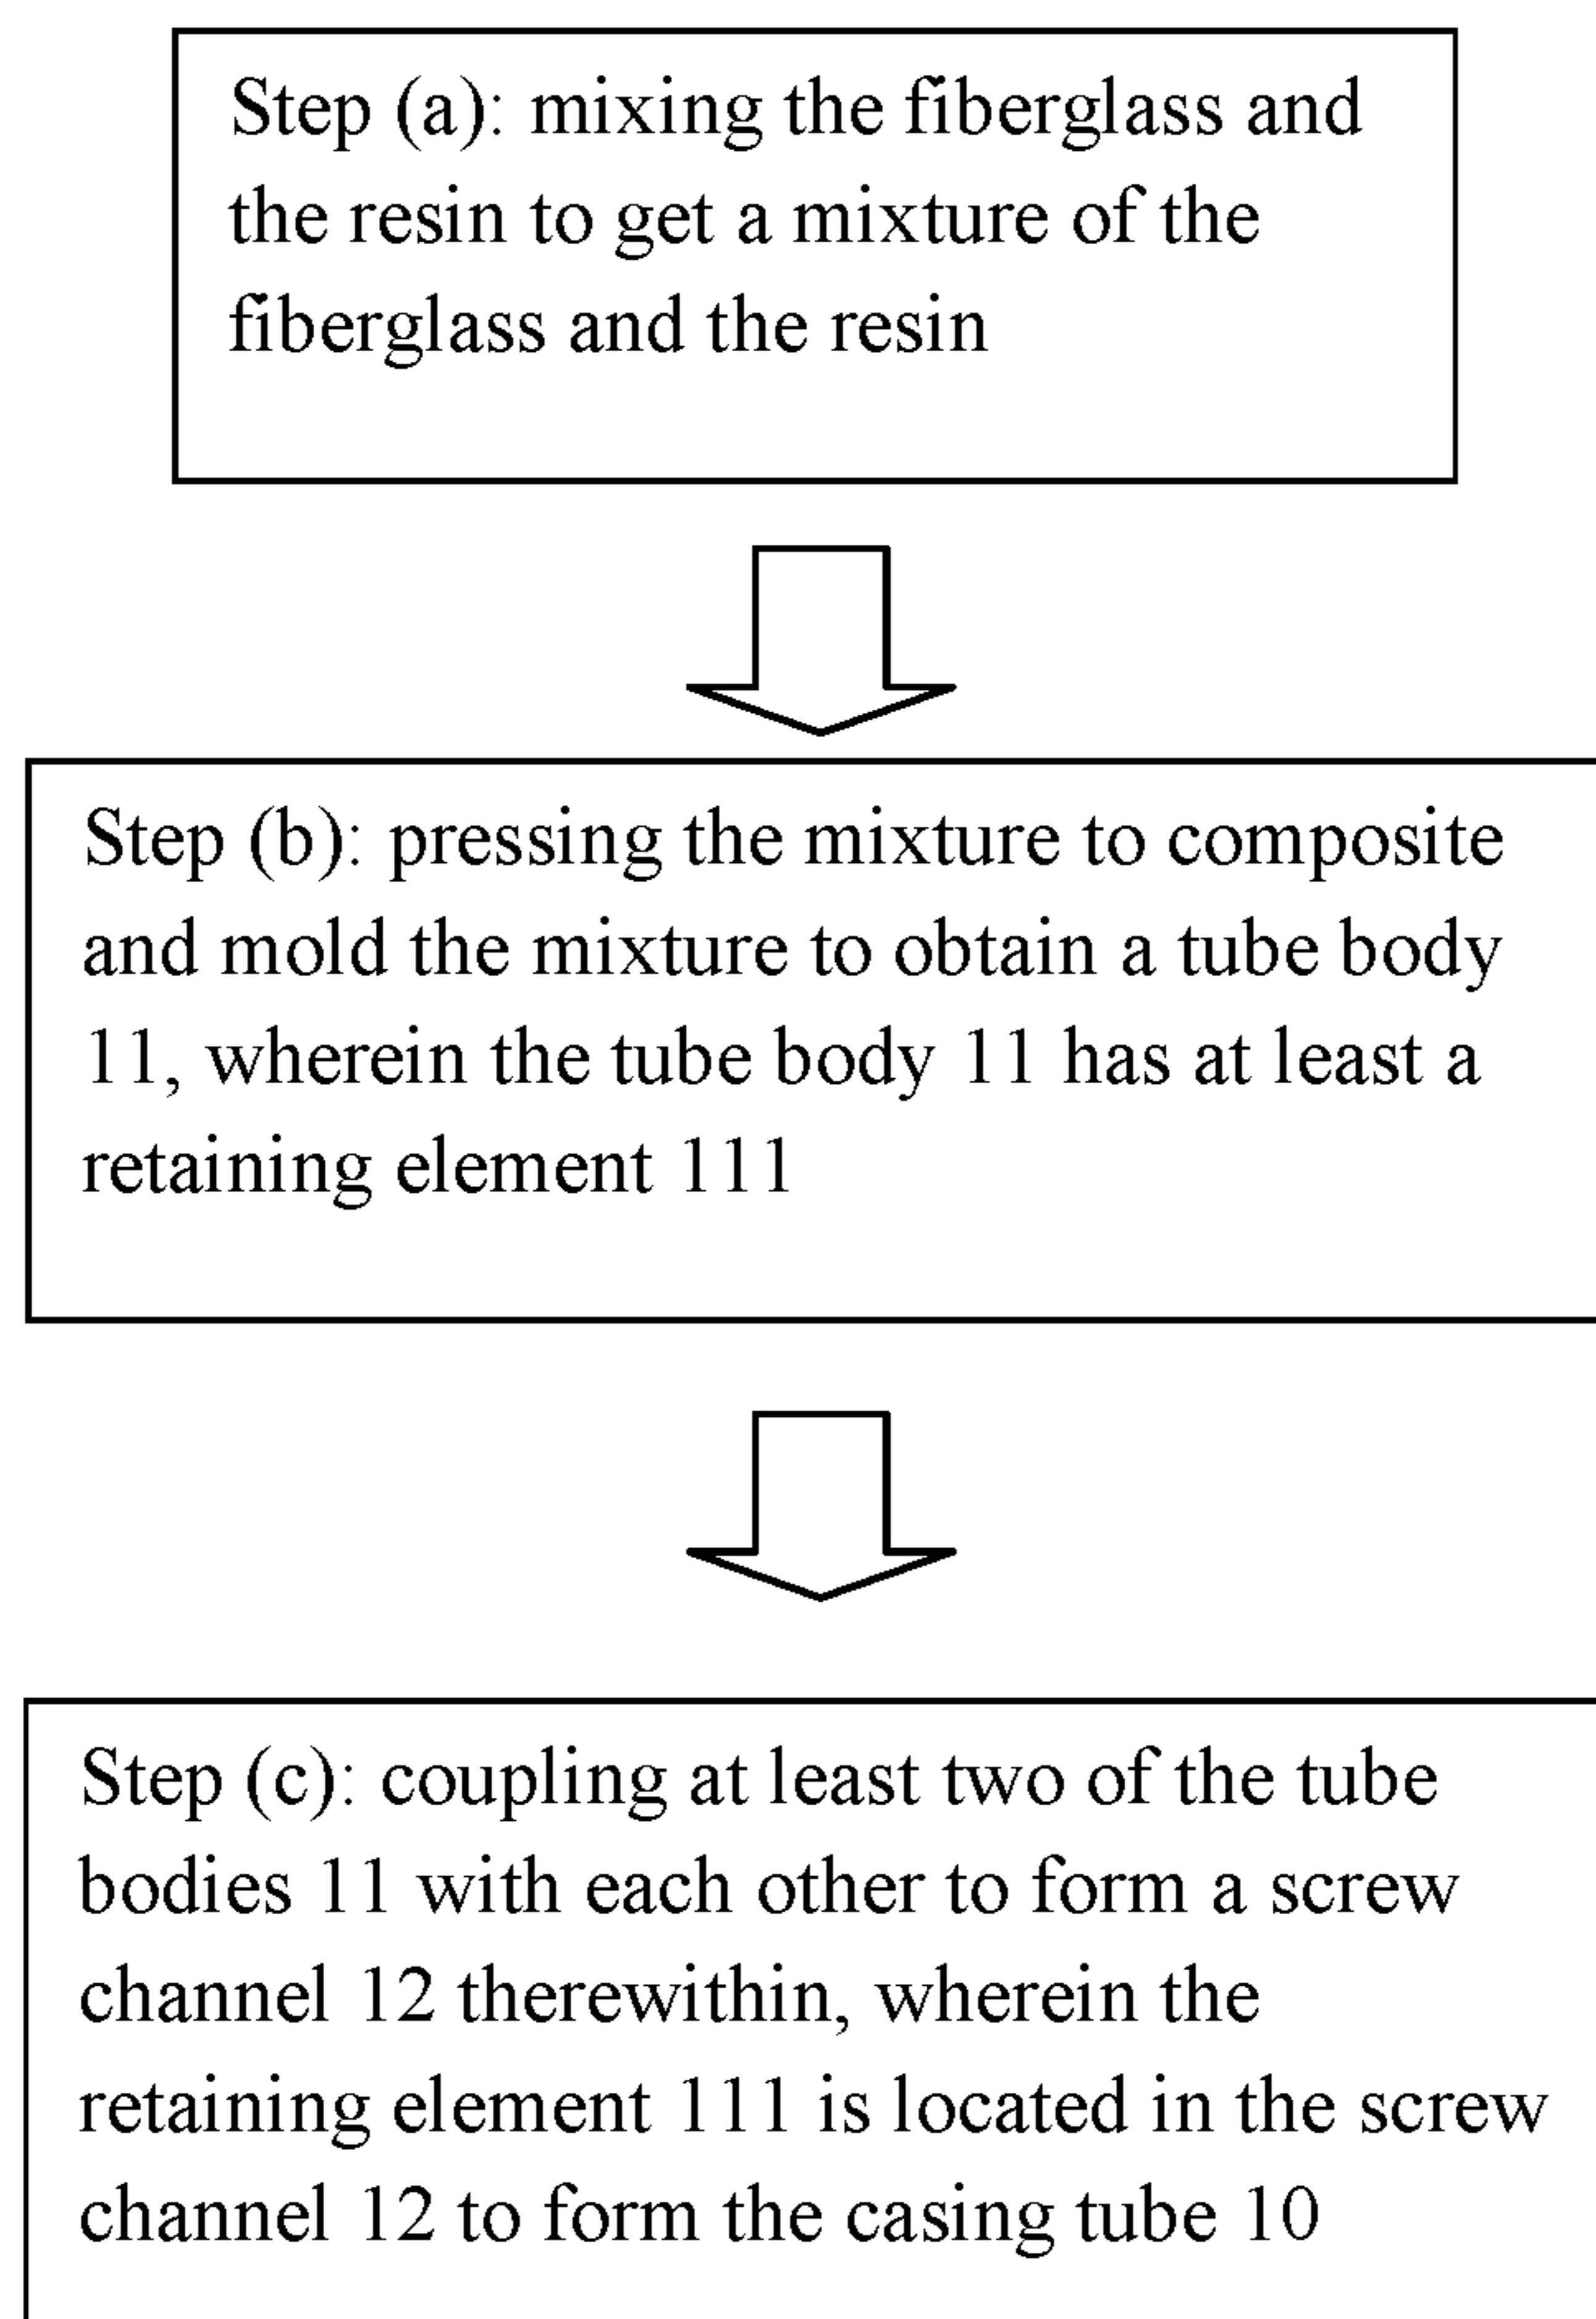 Step (a): mixing the fiberglass and
the resin to get a mixture of the
fiberglass and the resin
Step (b): pressing the mixture to composite
and mold the mixture to obtain a tube body
11, wherein the tube body 11 has at least a
retaining element 111
Step (c): coupling at least two of the tube
bodies 11 with each other to form a screw
channel 12 therewithin, wherein the
retaining element 111 is located in the screw
channel 12 to form the casing tube 10